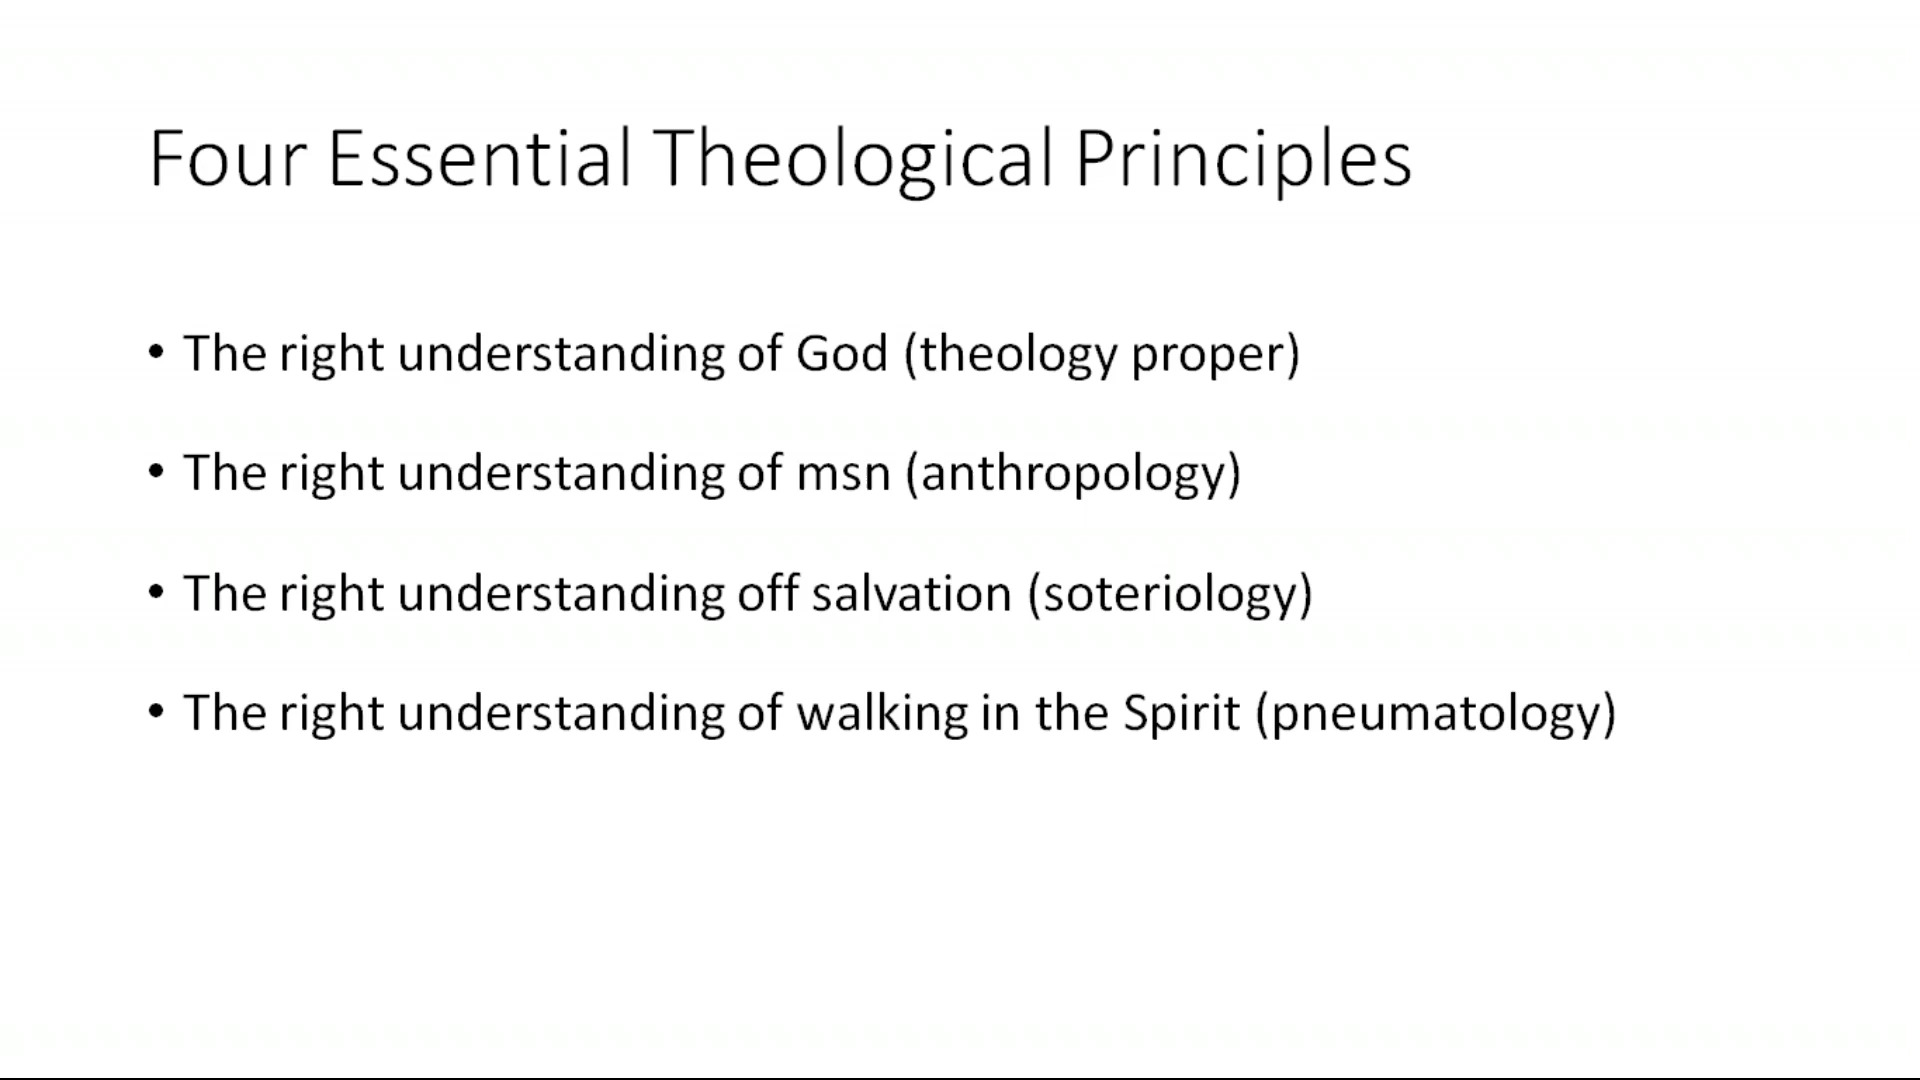 Four Essential Theological Principles
• The right understanding of God (theology proper)
• The right understanding of msn (anthropology)
• The right understanding off salvation (soteriology)
• The right understanding of walking in the Spirit (pneumatology)